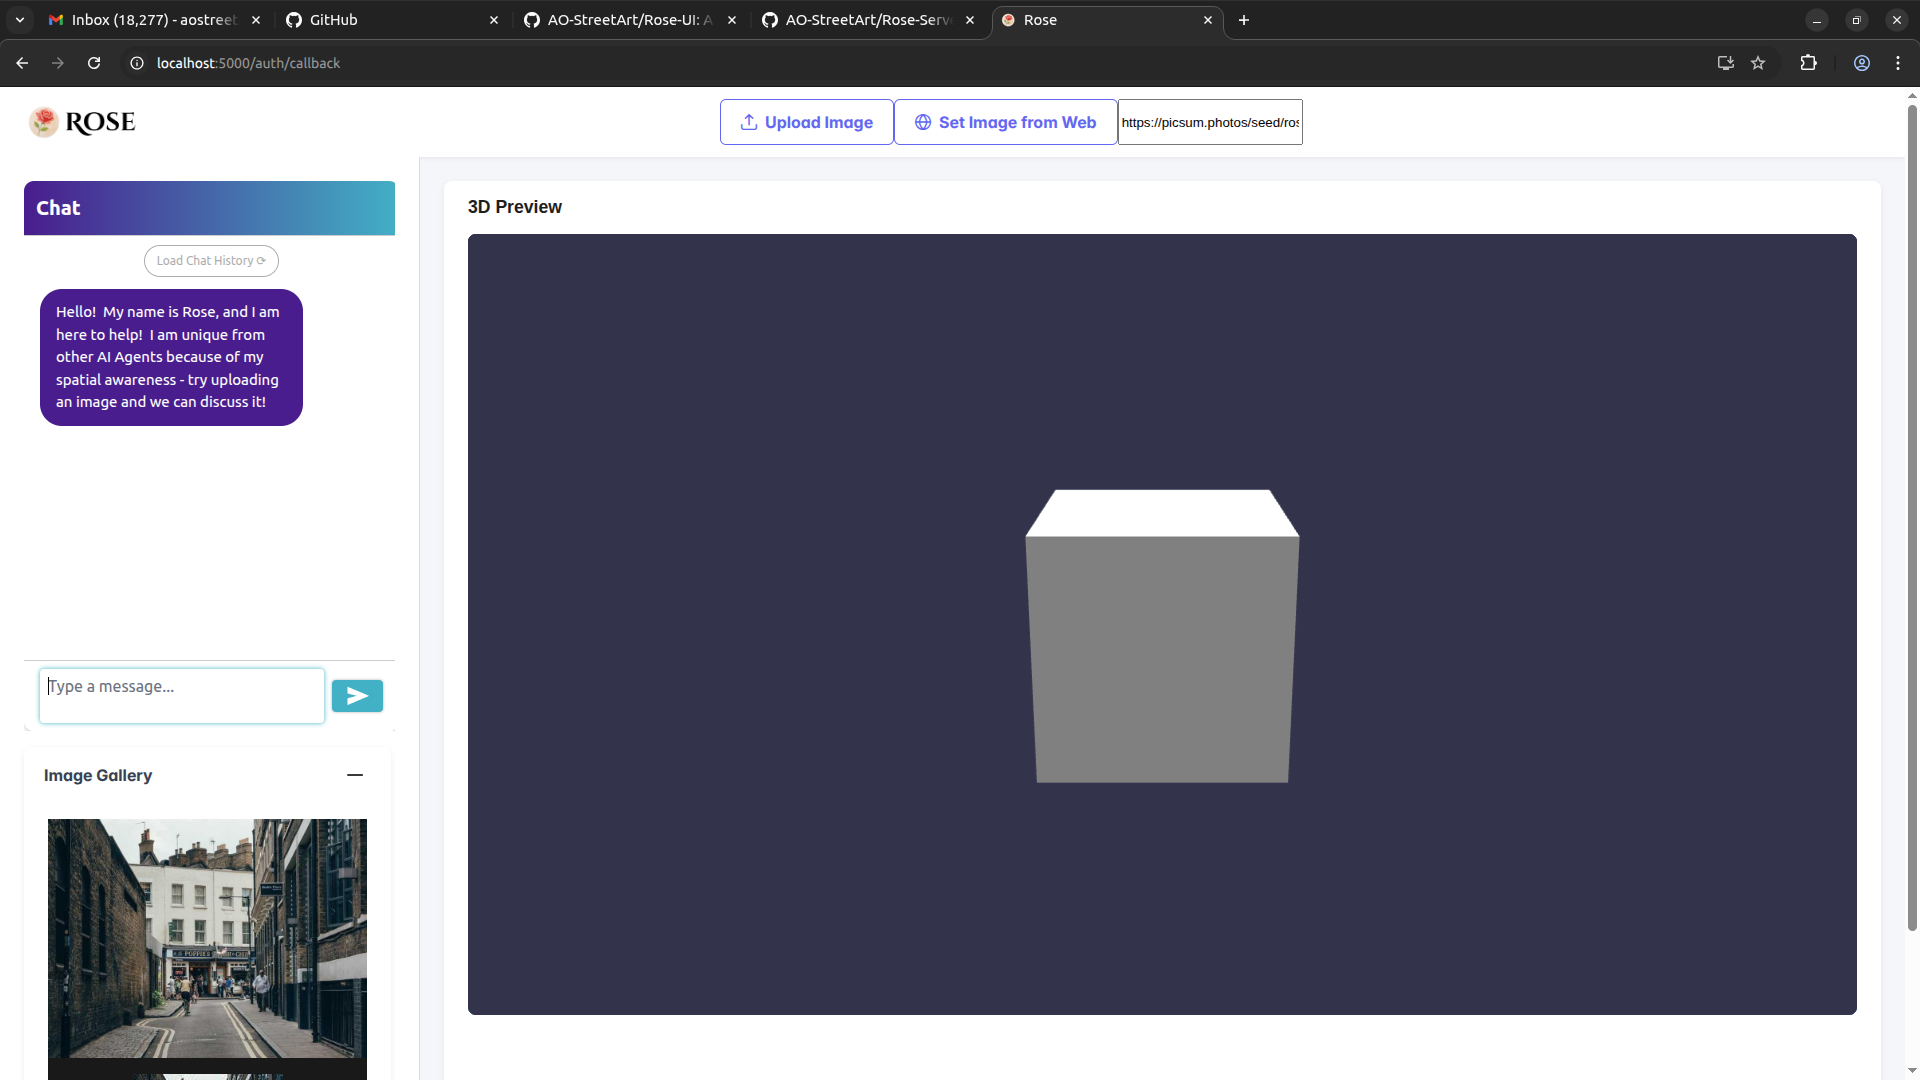 Inbox (18,277) - aostreet
GitHub
AO-StreetArt/Rose-UI: A
AO-StreetArt/Rose-Serv
Rose
localhost:5000/auth/callback
ROSE
Upload Image
Set Image from Web
https://picsum.photos/seed/ros
Chat
Load Chat History ⟳
Hello!  My name is Rose, and I am
here to help!  I am unique from
other AI Agents because of my
spatial awareness - try uploading
an image and we can discuss it!
Type a message...
Image Gallery
POPPIES
3D Preview